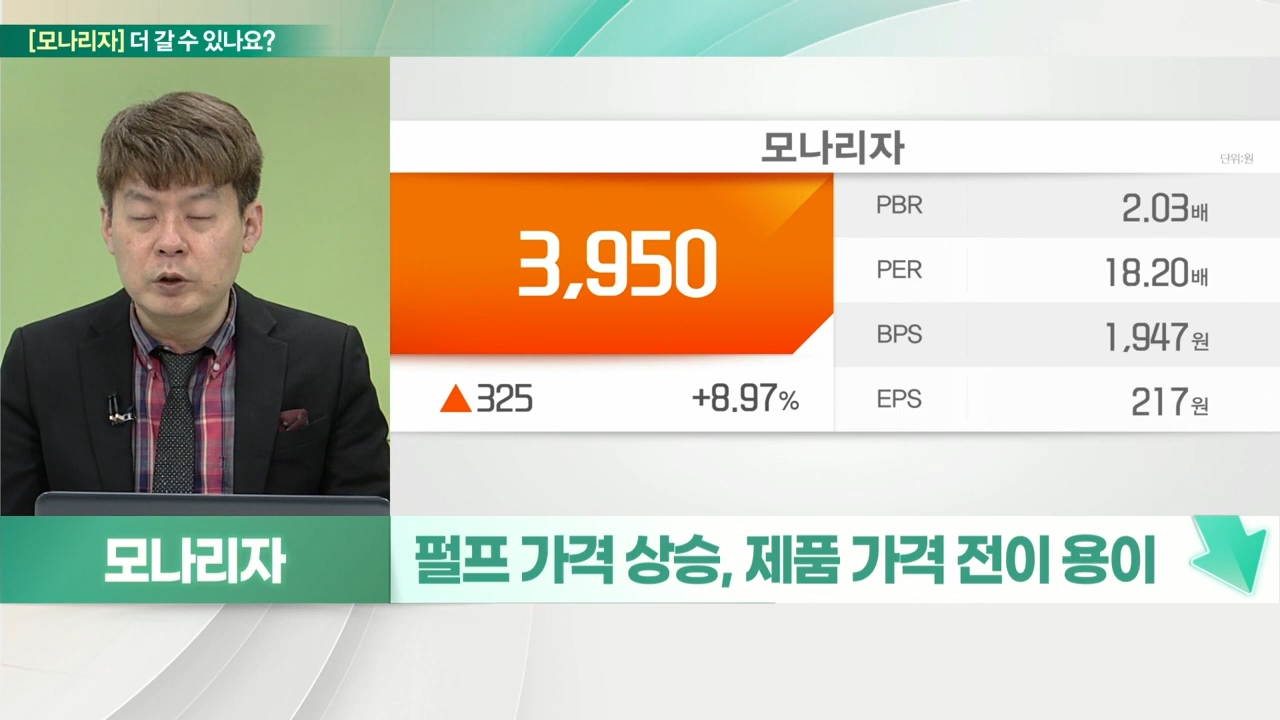 [모나리자] 더 갈 수 있나요?
모나리자
단위:원
3,950
▲325 +8.97%
PBR 2.03배
PER 18.20배
BPS 1,947원
EPS 217원
모나리자
펄프 가격 상승, 제품 가격 전이 용이